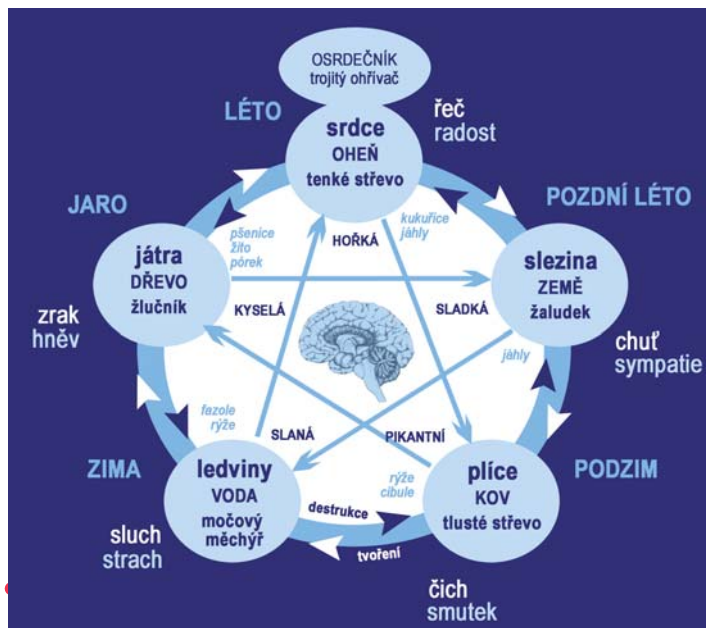 OSRDEČNÍK
trojitý ohřívač
LÉTO
řeč
radost
srdce
OHEŇ
tenké střevo
JARO
POZDNÍ LÉTO
pšenice
žito
pórek
kukuřice
jáhly
HOŘKÁ
játra
DŘEVO
žlučník
slezina
ZEMĚ
žaludek
KYSELÁ
SLADKÁ
zrak
hněv
chuť
sympatie
jáhly
fazole
rýže
SLANÁ
PIKANTNÍ
ZIMA
ledviny
VODA
močový
měchýř
rýže
cibule
plíce
KOV
tlusté střevo
PODZIM
destrukce
tvoření
sluch
strach
čich
smutek